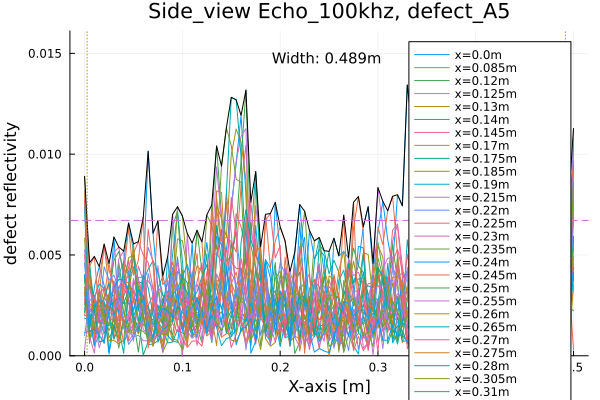 Side_view Echo_100khz, defect_A5
Width: 0.489m
defect reflectivity
0.015
0.010
0.005
0.000
0.0
0.1
0.2
0.3
.5
X-axis [m]
x=0.0m
x=0.085m
x=0.12m
x=0.125m
x=0.13m
x=0.14m
x=0.145m
x=0.17m
x=0.175m
x=0.185m
x=0.19m
x=0.215m
x=0.22m
x=0.225m
x=0.23m
x=0.235m
x=0.24m
x=0.245m
x=0.25m
x=0.255m
x=0.26m
x=0.265m
x=0.27m
x=0.275m
x=0.28m
x=0.305m
x=0.31m